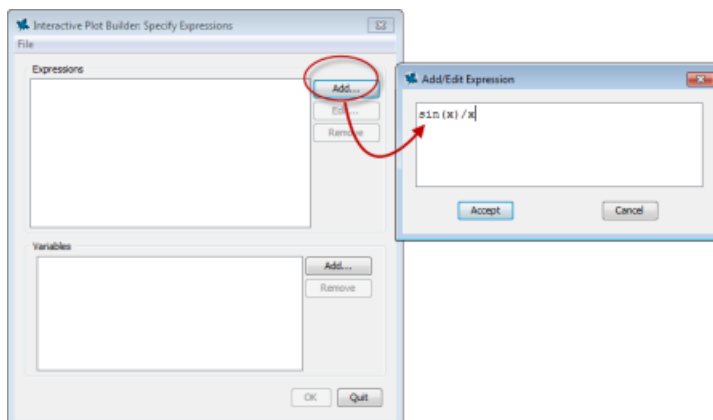 Interactive Plot Builder: Specify Expressions
File
Expressions
Add...
Edit...
Remove
Variables
Add...
Remove
OK
Quit
Add/Edit Expression
sin(x)/x
Accept
Cancel